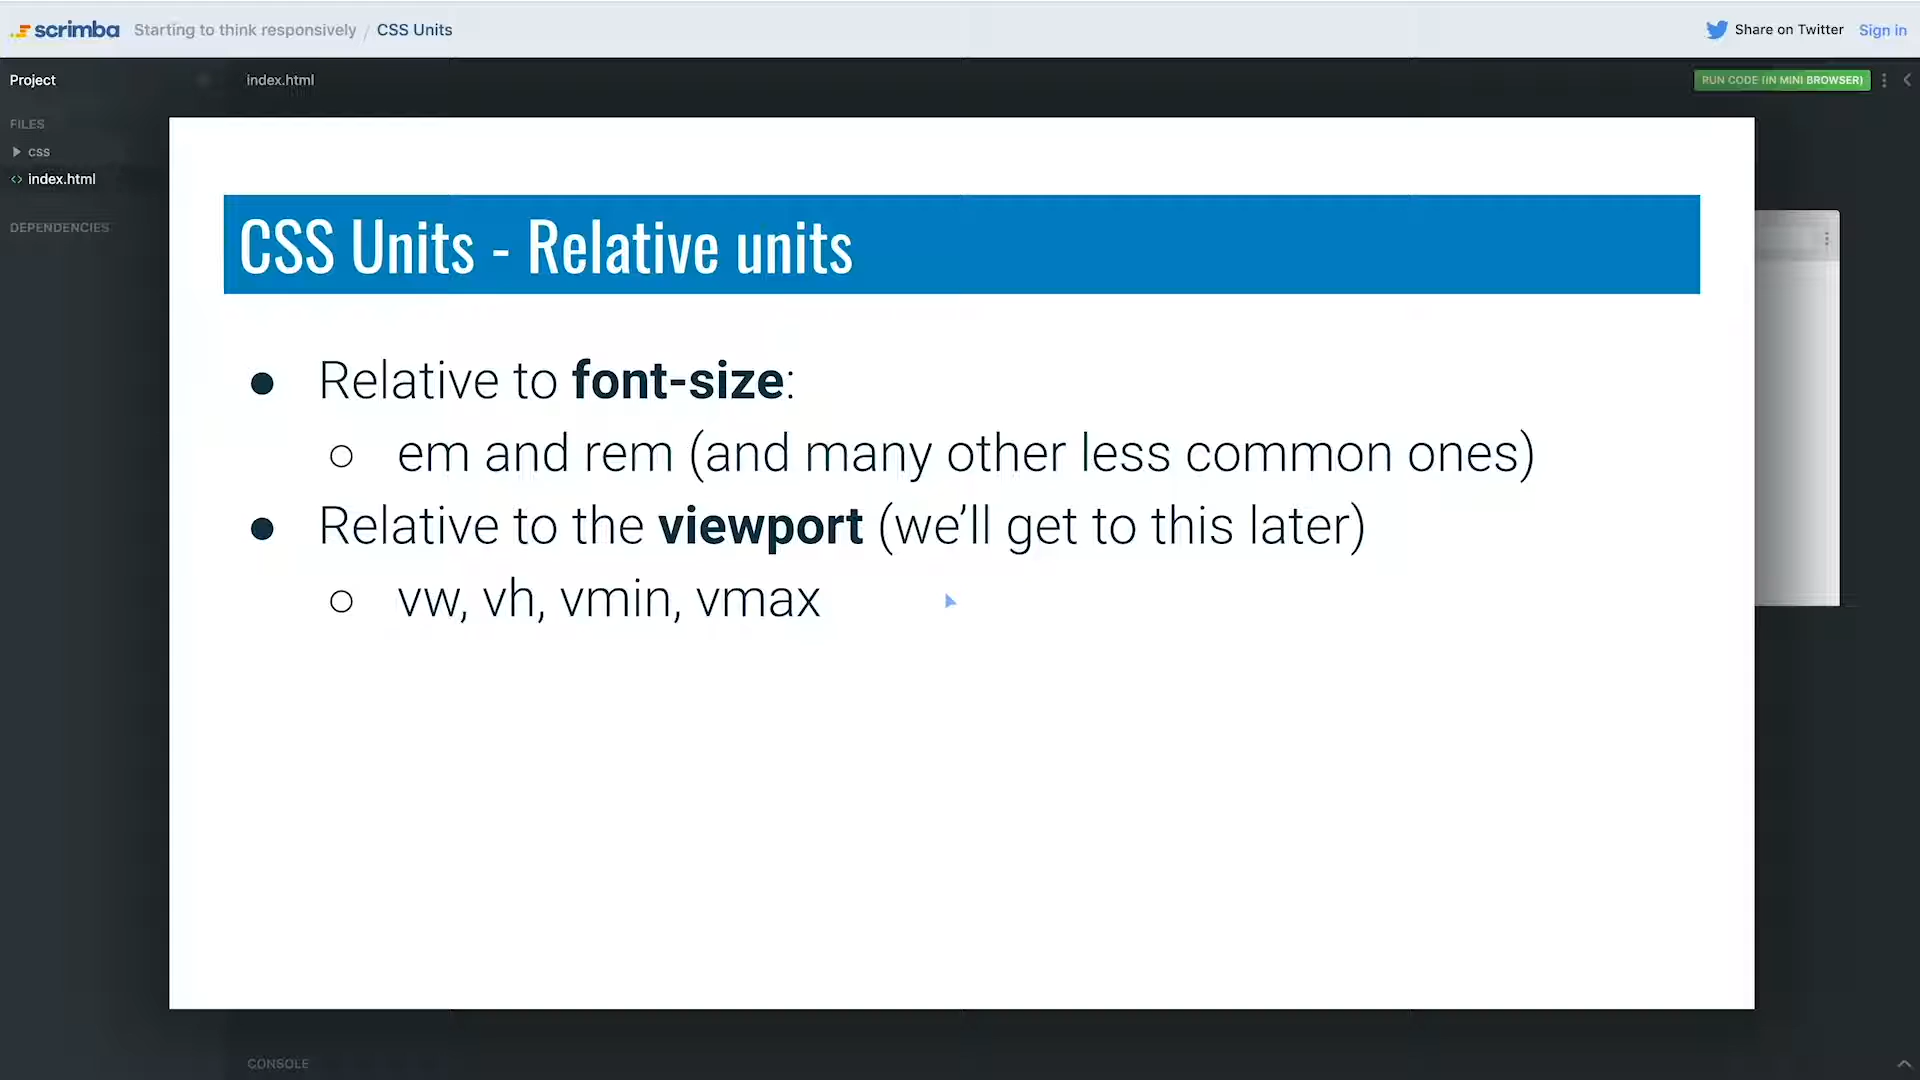 scrimba Starting to think responsively / CSS Units Share on Twitter Sign in
Project index.html RUN CODE (IN MINI BROWSER)
FILES
css
index.html
DEPENDENCIES
CSS Units - Relative units
● Relative to font-size:
○ em and rem (and many other less common ones)
● Relative to the viewport (we’ll get to this later)
○ vw, vh, vmin, vmax
CONSOLE